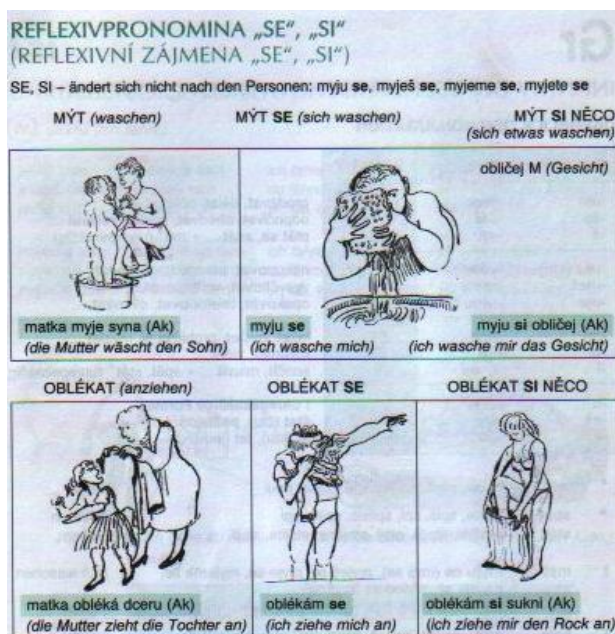 REFLEXIVPRONOMINA „SE“, „SI“
(REFLEXIVNÍ ZÁJMENA „SE“, „SI“)
SE, SI – ändert sich nicht nach den Personen: myju se, myješ se, myjeme se, myjete se
MÝT (waschen)
MÝT SE (sich waschen)
MÝT SI NĚCO
(sich etwas waschen)
obličej M (Gesicht)
matka myje syna (Ak)
(die Mutter wäscht den Sohn)
myju se
(ich wasche mich)
myju si obličej (Ak)
(ich wasche mir das Gesicht)
OBLÉKAT (anziehen)
OBLÉKAT SE
OBLÉKAT SI NĚCO
matka obléká dceru (Ak)
(die Mutter zieht die Tochter an)
oblékám se
(ich ziehe mich an)
oblékám si sukni (Ak)
(ich ziehe mir den Rock an)